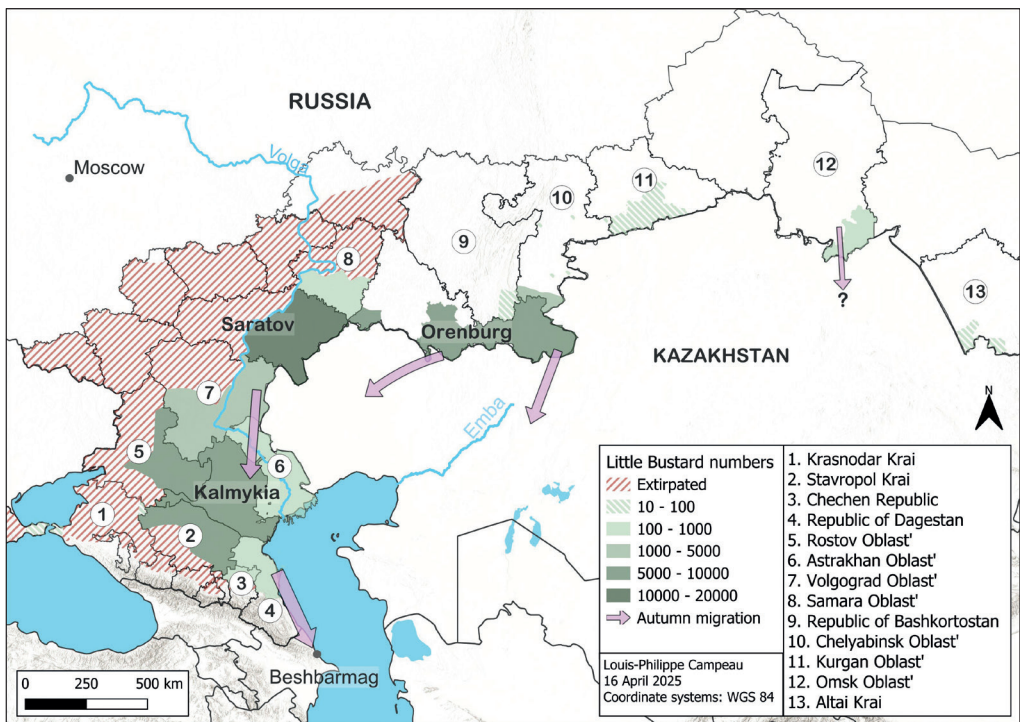 RUSSIA
Volga
Moscow
12
11
10
9
8
13
?
Saratov
Orenburg
KAZAKHSTAN
7
Emba
N
5
6
Kalmykia
1
2
3
4
Beshbarmag
0 250 500 km
Little Bustard numbers
Extirpated
10 - 100
100 - 1000
1000 - 5000
5000 - 10000
10000 - 20000
Autumn migration
Louis-Philippe Campeau
16 April 2025
Coordinate systems: WGS 84
1. Krasnodar Krai
2. Stavropol Krai
3. Chechen Republic
4. Republic of Dagestan
5. Rostov Oblast'
6. Astrakhan Oblast'
7. Volgograd Oblast'
8. Samara Oblast'
9. Republic of Bashkortostan
10. Chelyabinsk Oblast'
11. Kurgan Oblast'
12. Omsk Oblast'
13. Altai Krai